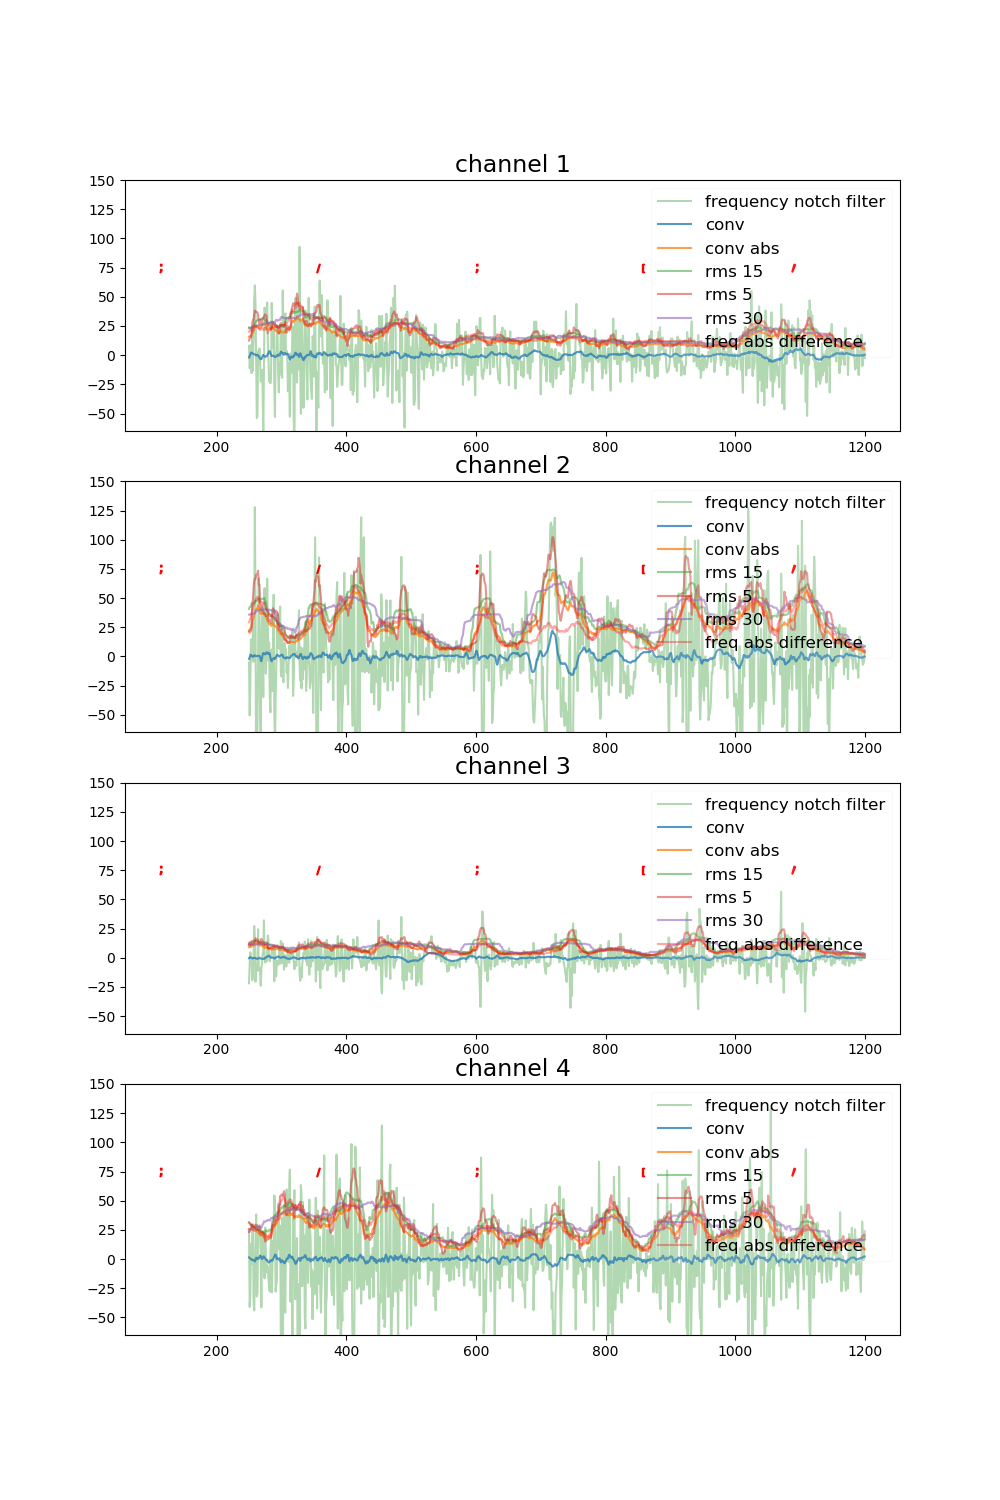 channel 1
150
125
100
75
50
25
0
−25
−50
; / ; [ /
frequency notch filter
conv
conv abs
rms 15
rms 5
rms 30
freq abs difference
200 400 600 800 1000 1200
channel 2
150
125
100
75
50
25
0
−25
−50
; / ; [ /
frequency notch filter
conv
conv abs
rms 15
rms 5
rms 30
freq abs difference
200 400 600 800 1000 1200
channel 3
150
125
100
75
50
25
0
−25
−50
; / ; [ /
frequency notch filter
conv
conv abs
rms 15
rms 5
rms 30
freq abs difference
200 400 600 800 1000 1200
channel 4
150
125
100
75
50
25
0
−25
−50
; / ; [ /
frequency notch filter
conv
conv abs
rms 15
rms 5
rms 30
freq abs difference
200 400 600 800 1000 1200